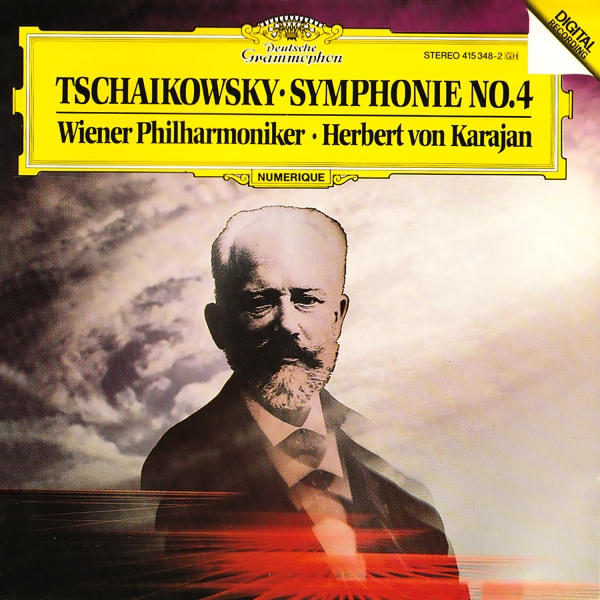 Deutsche
Grammophon
STEREO 415 348-2 GH
DIGITAL
RECORDING
TSCHAIKOWSKY · SYMPHONIE NO.4
Wiener Philharmoniker · Herbert von Karajan
NUMERIQUE